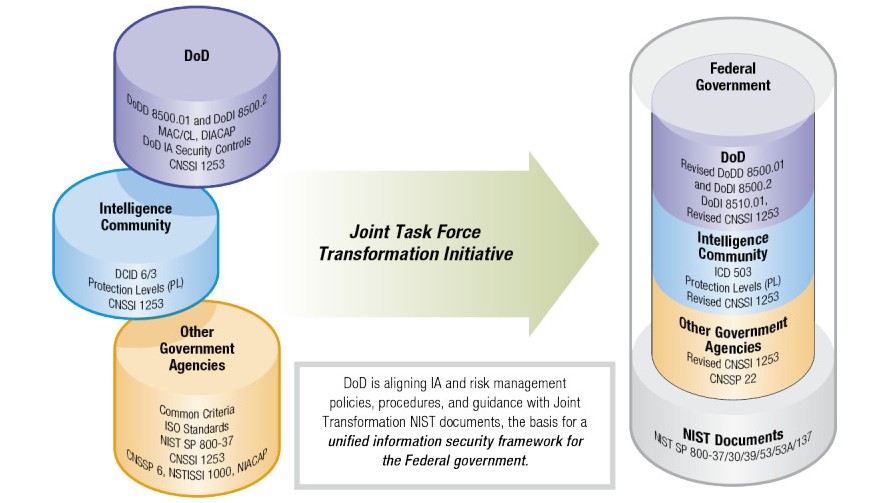 DoD
DoDD 8500.01 and DoDI 8500.2
MAC/CL, DIACAP
DoD IA Security Controls
CNSSI 1253
Intelligence
Community
DCID 6/3
Protection Levels (PL)
CNSSI 1253
Other
Government
Agencies
Common Criteria
ISO Standards
NIST SP 800-37
CNSSI 1253
CNSSP 6, NSTISSI 1000, NIACAP
Joint Task Force
Transformation Initiative
DoD is aligning IA and risk management
policies, procedures, and guidance with Joint
Transformation NIST documents, the basis for a
unified information security framework for
the Federal government.
Federal
Government
DoD
Revised DoDD 8500.01
and DoDI 8500.2
DoDI 8510.01,
Revised CNSSI 1253
Intelligence
Community
ICD 503
Protection Levels (PL)
Revised CNSSI 1253
Other Government
Agencies
Revised CNSSI 1253
CNSSP 22
NIST Documents
NIST SP 800-37/30/39/53/53A/137